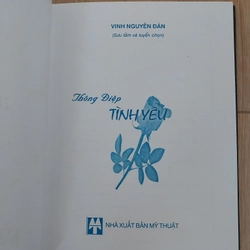 VINH NGUYÊN ĐÁN
(Sưu tầm và tuyển chọn)
Thông Điệp
TÌNH YÊU
NHÀ XUẤT BẢN MỸ THUẬT